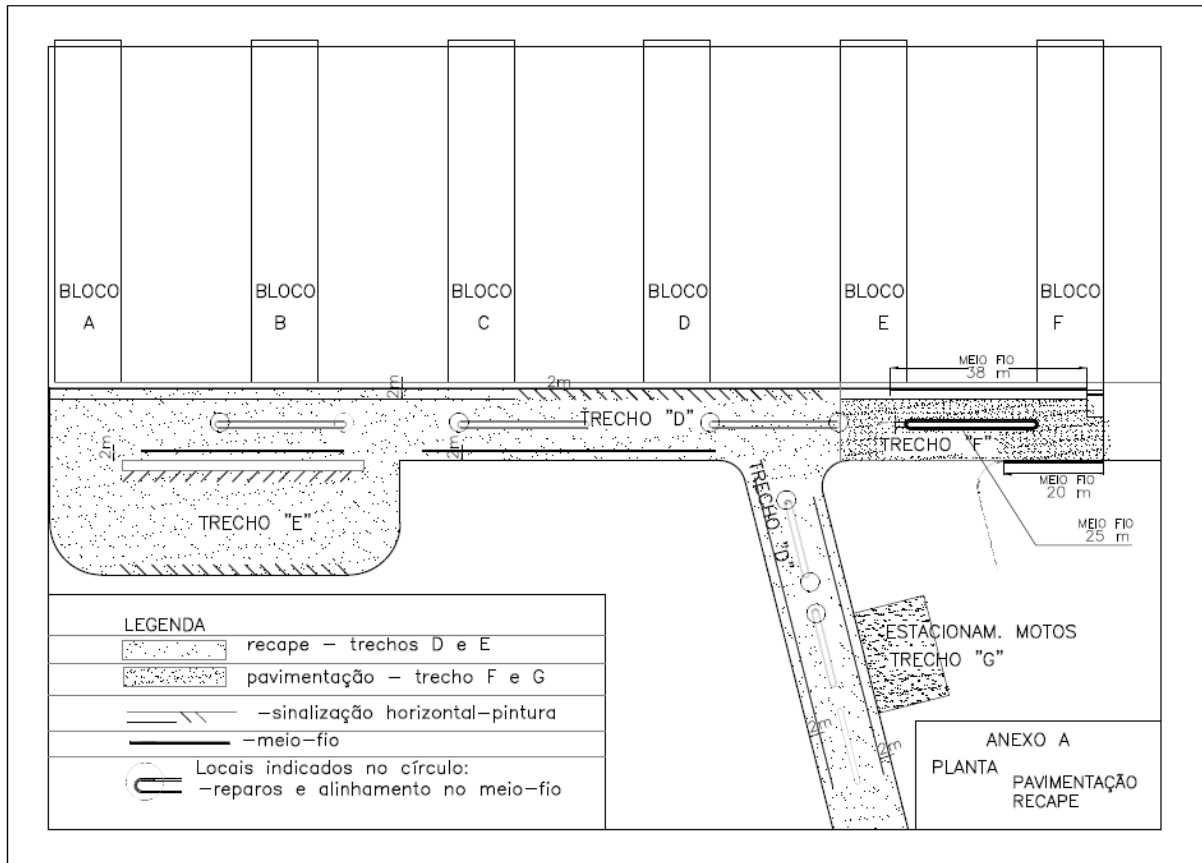 BLOCO
A
BLOCO
B
BLOCO
C
BLOCO
D
BLOCO
E
BLOCO
F
MEIO FIO
38 m
2m
2m
TRECHO "D"
TRECHO "F"
2m
2m
MEIO FIO
20 m
MEIO FIO
25 m
TRECHO "E"
TRECHO "D"
ESTACIONAM. MOTOS
TRECHO "G"
2m
2m
LEGENDA
recape – trechos D e E
pavimentação – trecho F e G
–sinalização horizontal–pintura
–meio–fio
Locais indicados no círculo:
–reparos e alinhamento no meio–fio
ANEXO A
PLANTA
PAVIMENTAÇÃO
RECAPE